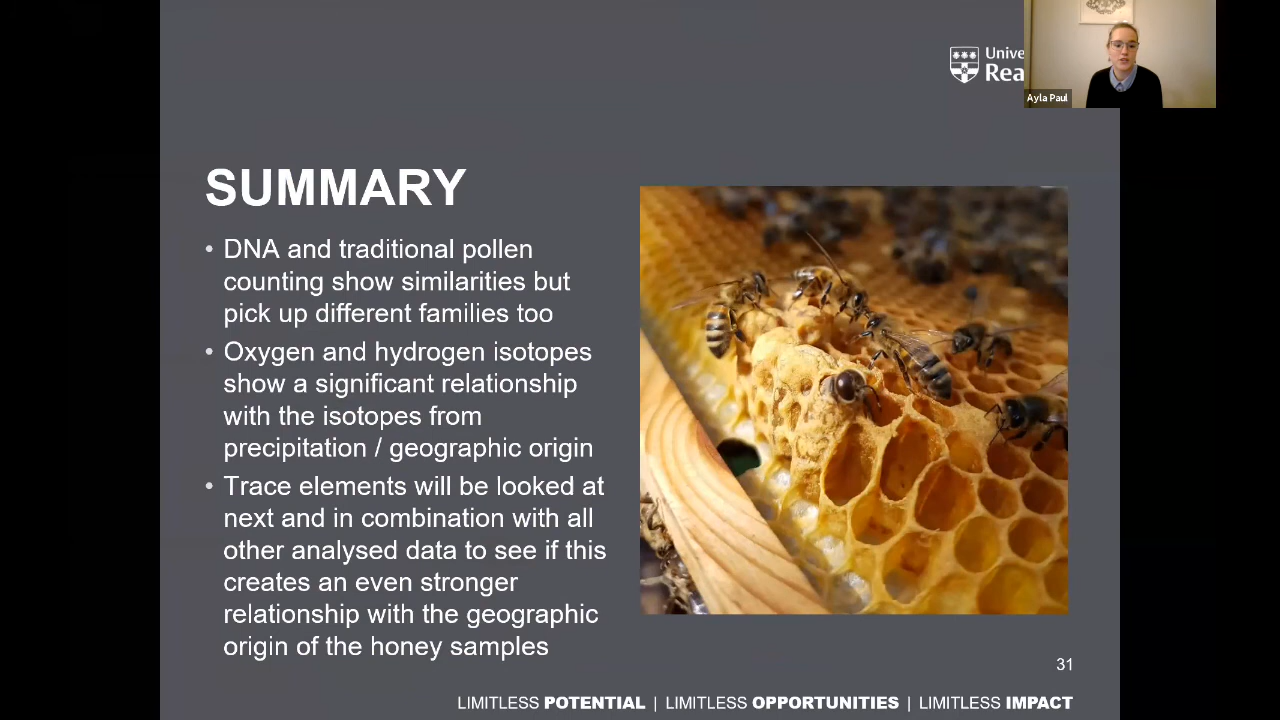 Unive
Rea
Ayla Paul
SUMMARY
• DNA and traditional pollen
counting show similarities but
pick up different families too
• Oxygen and hydrogen isotopes
show a significant relationship
with the isotopes from
precipitation / geographic origin
• Trace elements will be looked at
next and in combination with all
other analysed data to see if this
creates an even stronger
relationship with the geographic
origin of the honey samples
31
LIMITLESS POTENTIAL | LIMITLESS OPPORTUNITIES | LIMITLESS IMPACT